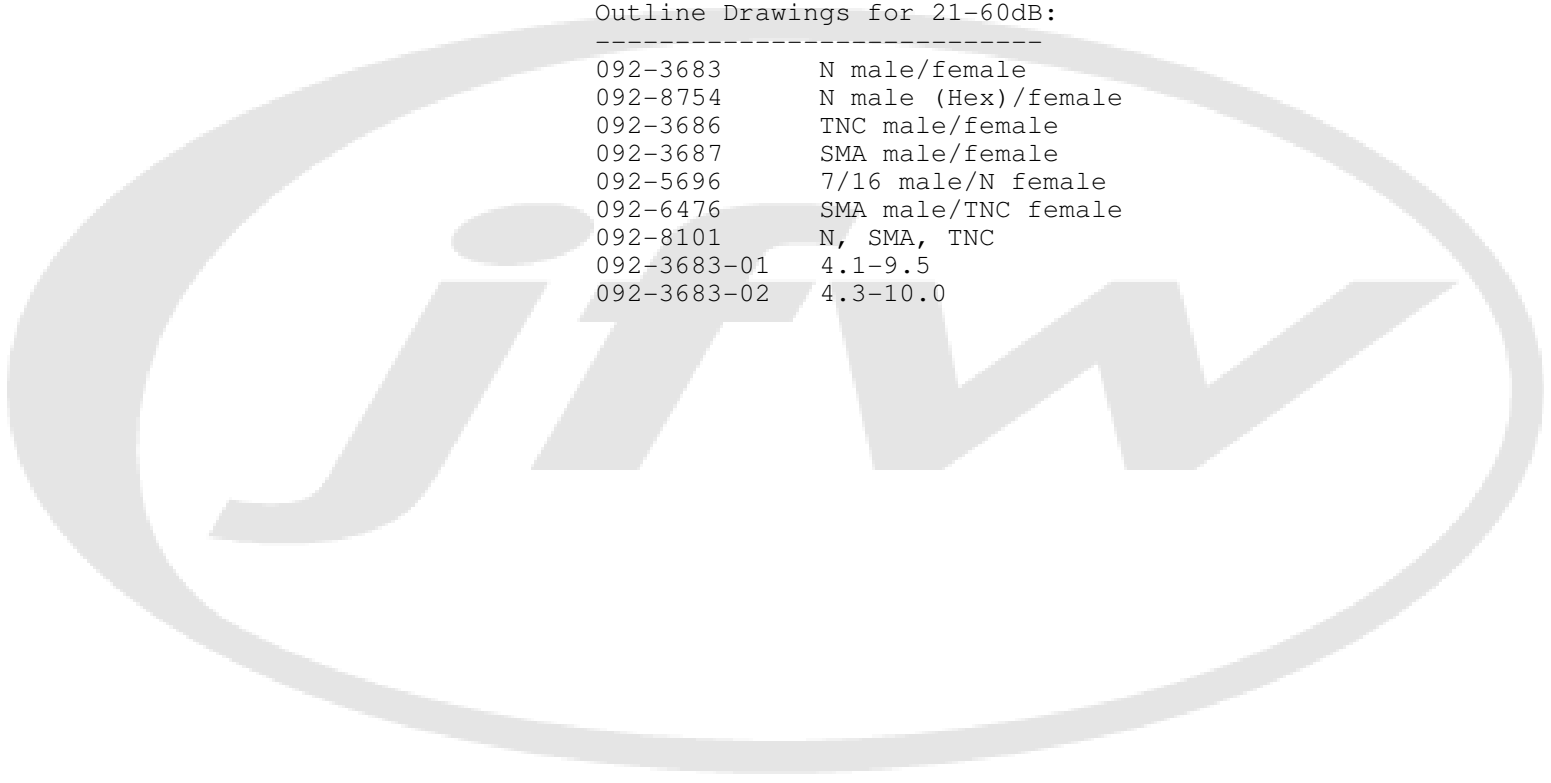 Outline Drawings for 21-60dB:
----------------------------
092-3683 N male/female
092-8754 N male (Hex)/female
092-3686 TNC male/female
092-3687 SMA male/female
092-5696 7/16 male/N female
092-6476 SMA male/TNC female
092-8101 N, SMA, TNC
092-3683-01 4.1-9.5
092-3683-02 4.3-10.0
jfw